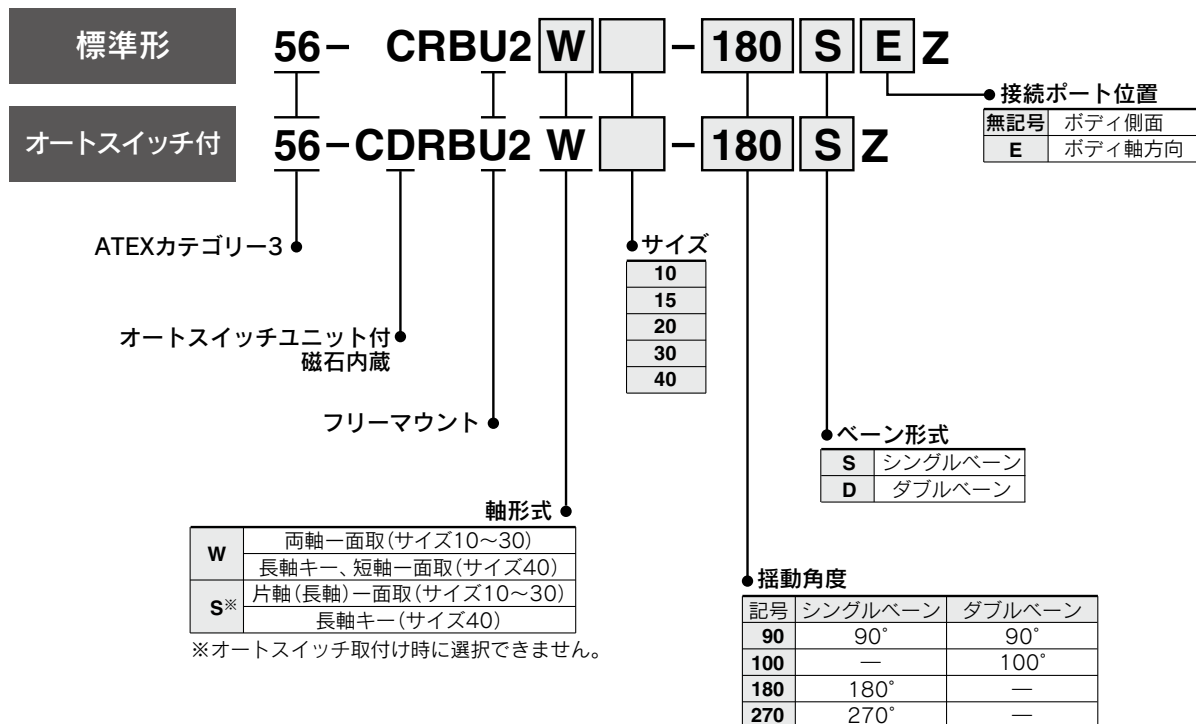 標準形
56- CRBU2 W - 180 S E Z
接続ポート位置
無記号 ボディ側面
E ボディ軸方向
オートスイッチ付
56-CDRBU2 W - 180 S Z
ATEXカテゴリー3
サイズ
10
15
20
30
40
オートスイッチユニット付
磁石内蔵
フリーマウント
ベーン形式
S シングルベーン
D ダブルベーン
軸形式
W 両軸一面取(サイズ10〜30)
長軸キー、短軸一面取(サイズ40)
S※ 片軸(長軸)一面取(サイズ10〜30)
長軸キー(サイズ40)
※オートスイッチ取付け時に選択できません。
揺動角度
記号 シングルベーン ダブルベーン
90 90° 90°
100 — 100°
180 180° —
270 270° —